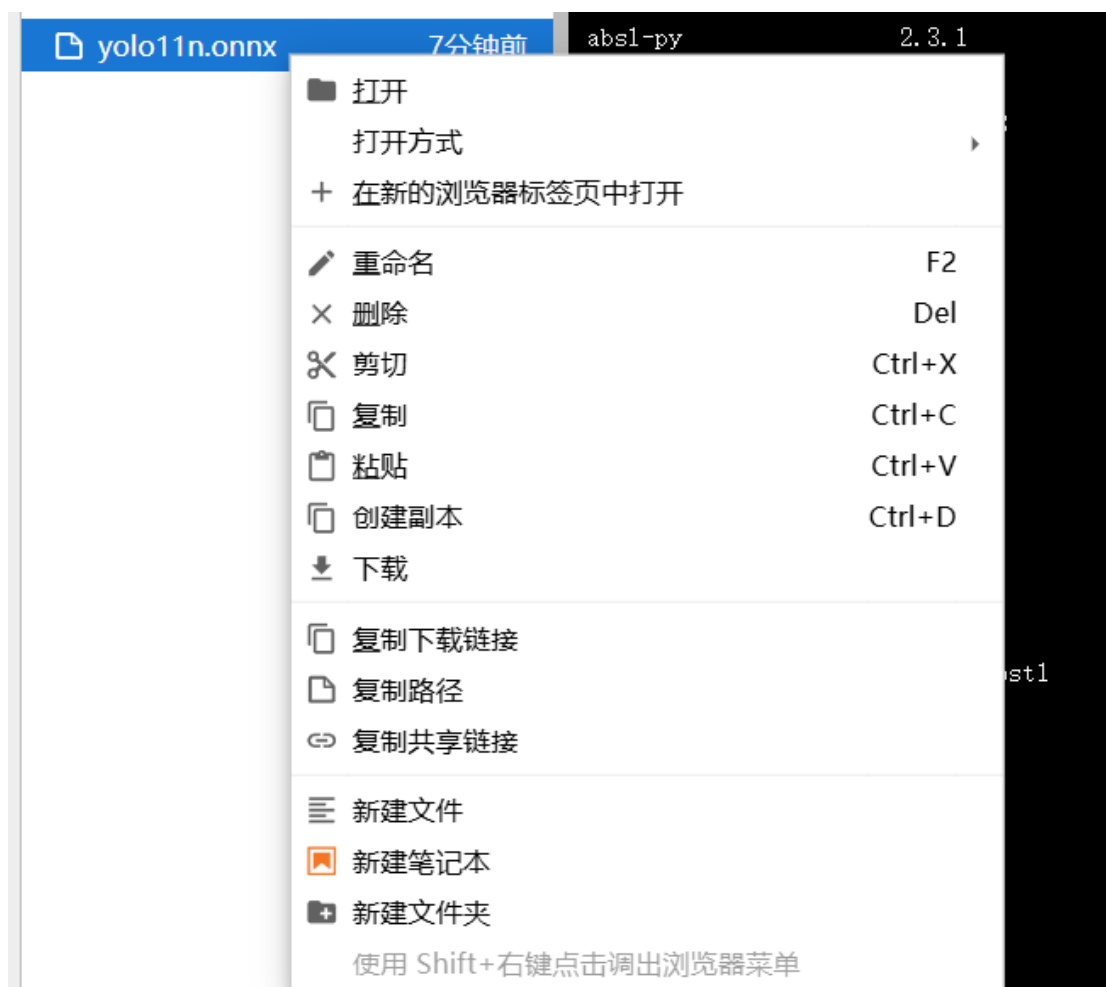 yolo11n.onnx 7分钟前 absl-py 2.3.1
打开
打开方式
在新的浏览器标签页中打开
重命名 F2
删除 Del
剪切 Ctrl+X
复制 Ctrl+C
粘贴 Ctrl+V
创建副本 Ctrl+D
下载
复制下载链接
复制路径
复制共享链接
新建文件
新建笔记本
新建文件夹
使用 Shift+右键点击调出浏览器菜单